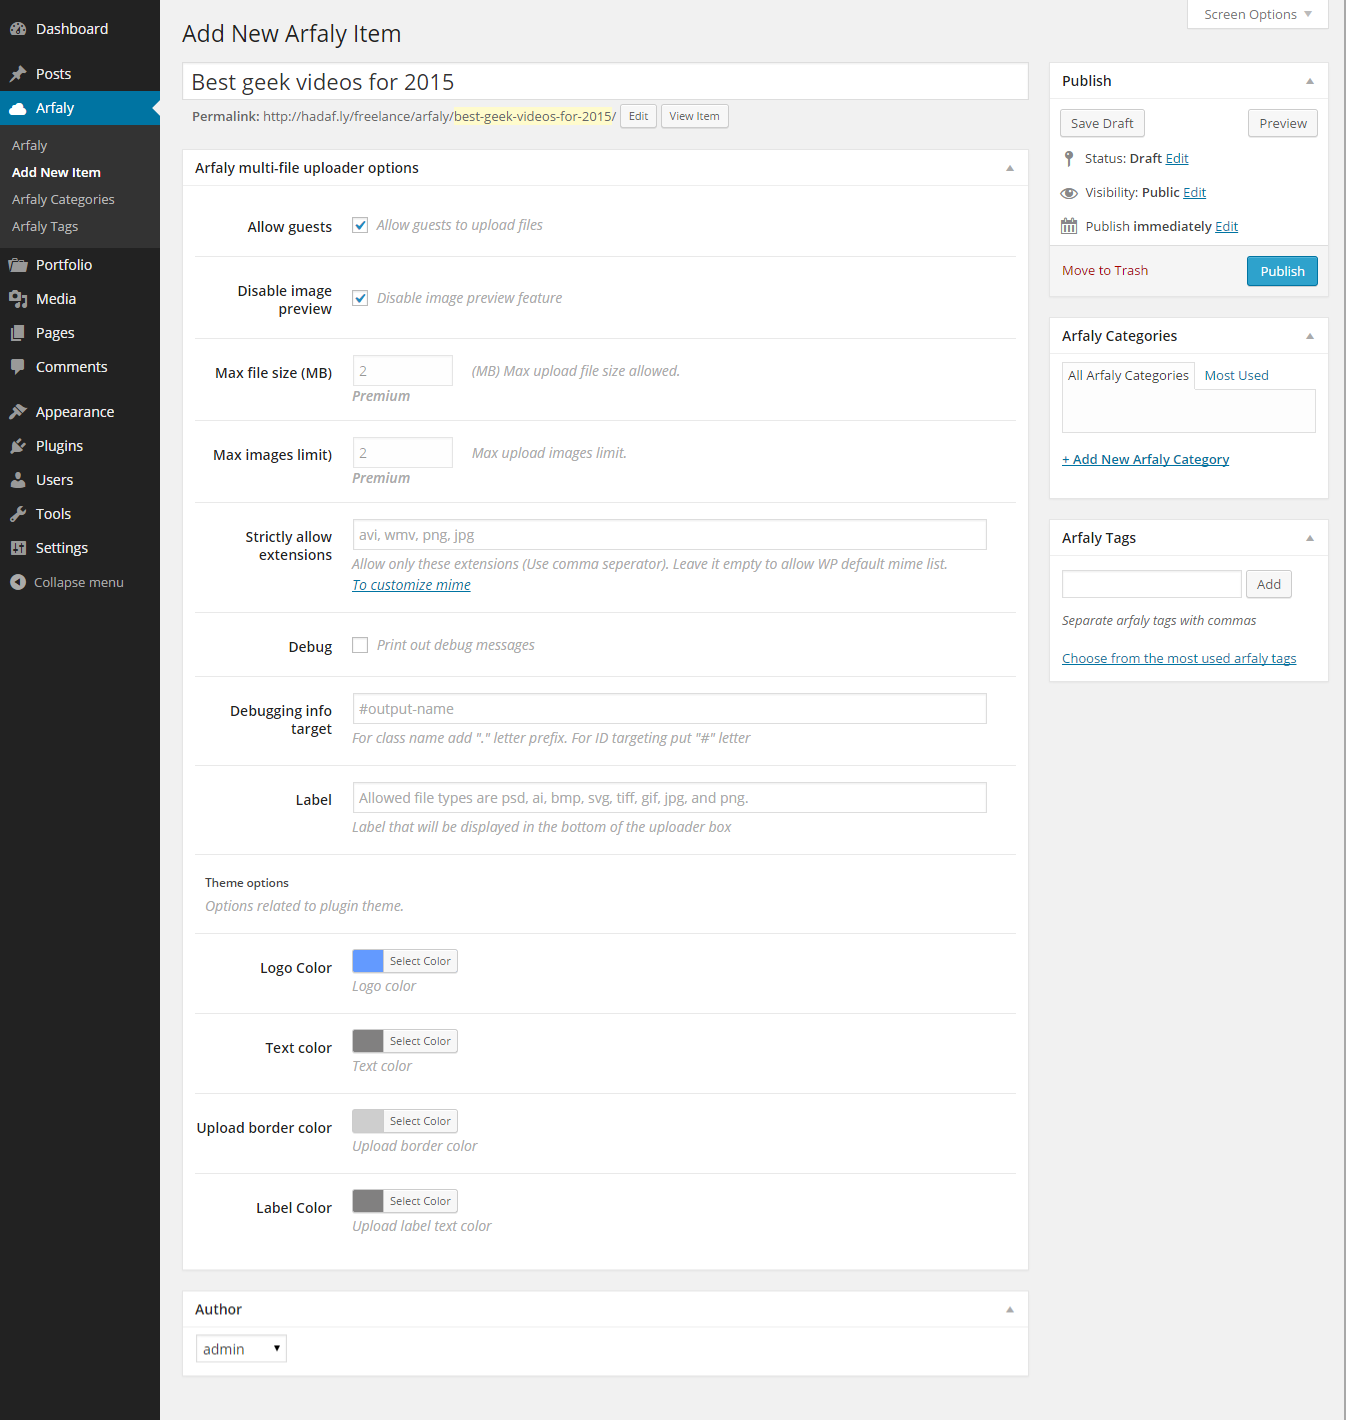 Dashboard
Posts
Arfaly
Arfaly
Add New Item
Arfaly Categories
Arfaly Tags
Portfolio
Media
Pages
Comments
Appearance
Plugins
Users
Tools
Settings
Collapse menu
Screen Options
Add New Arfaly Item
Best geek videos for 2015
Permalink: http://hadaf.ly/freelance/arfaly/best-geek-videos-for-2015/ Edit View Item
Arfaly multi-file uploader options
Allow guests Allow guests to upload files
Disable image
preview
Disable image preview feature
Max file size (MB) 2 (MB) Max upload file size allowed.
Premium
Max images limit) 2 Max upload images limit.
Premium
Strictly allow
extensions
avi, wmv, png, jpg
Allow only these extensions (Use comma seperator). Leave it empty to allow WP default mime list.
To customize mime
Debug Print out debug messages
Debugging info
target
#output-name
For class name add "." letter prefix. For ID targeting put "#" letter
Label Allowed file types are psd, ai, bmp, svg, tiff, gif, jpg, and png.
Label that will be displayed in the bottom of the uploader box
Theme options
Options related to plugin theme.
Logo Color Select Color
Logo color
Text color Select Color
Text color
Upload border color Select Color
Upload border color
Label Color Select Color
Upload label text color
Author
admin
Publish
Save Draft Preview
Status: Draft Edit
Visibility: Public Edit
Publish immediately Edit
Move to Trash Publish
Arfaly Categories
All Arfaly Categories Most Used
+ Add New Arfaly Category
Arfaly Tags
Add
Separate arfaly tags with commas
Choose from the most used arfaly tags